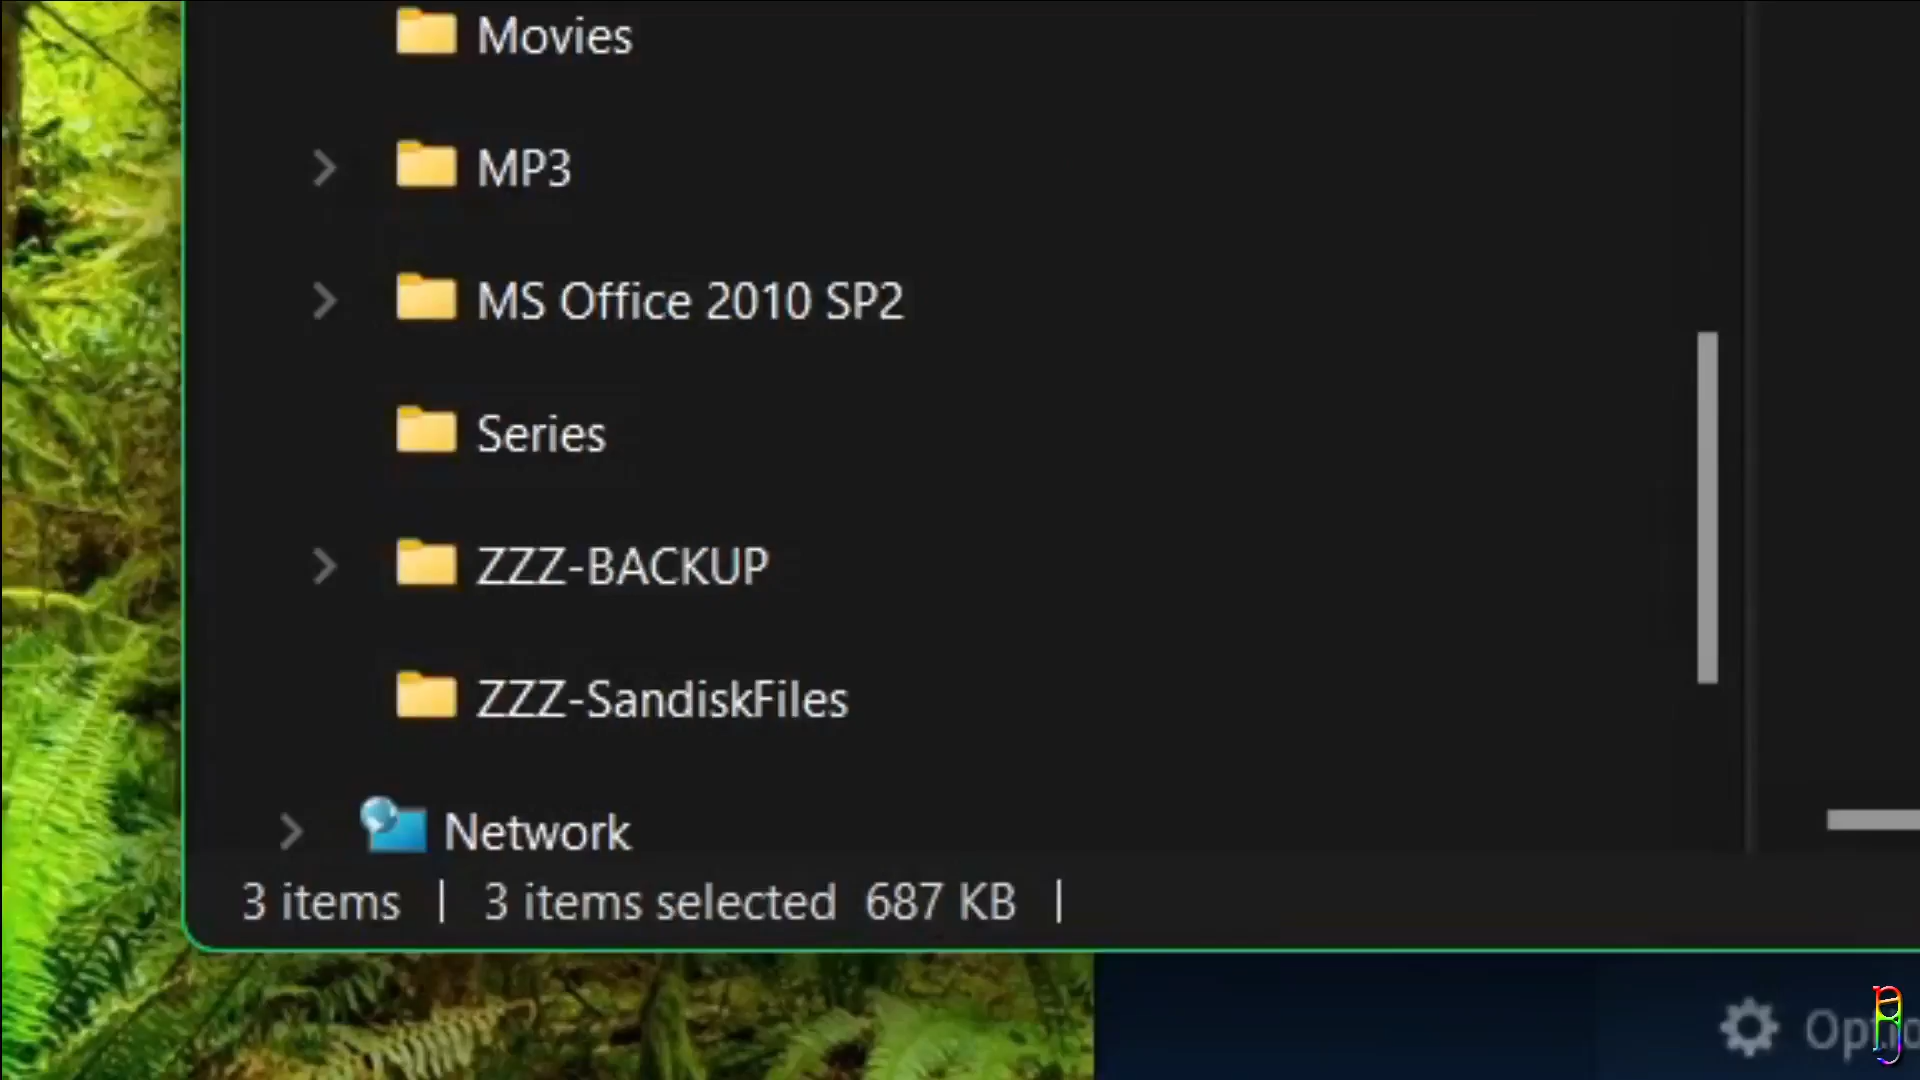 Movies
MP3
MS Office 2010 SP2
Series
ZZZ-BACKUP
ZZZ-SandiskFiles
Network
3 items | 3 items selected 687 KB |